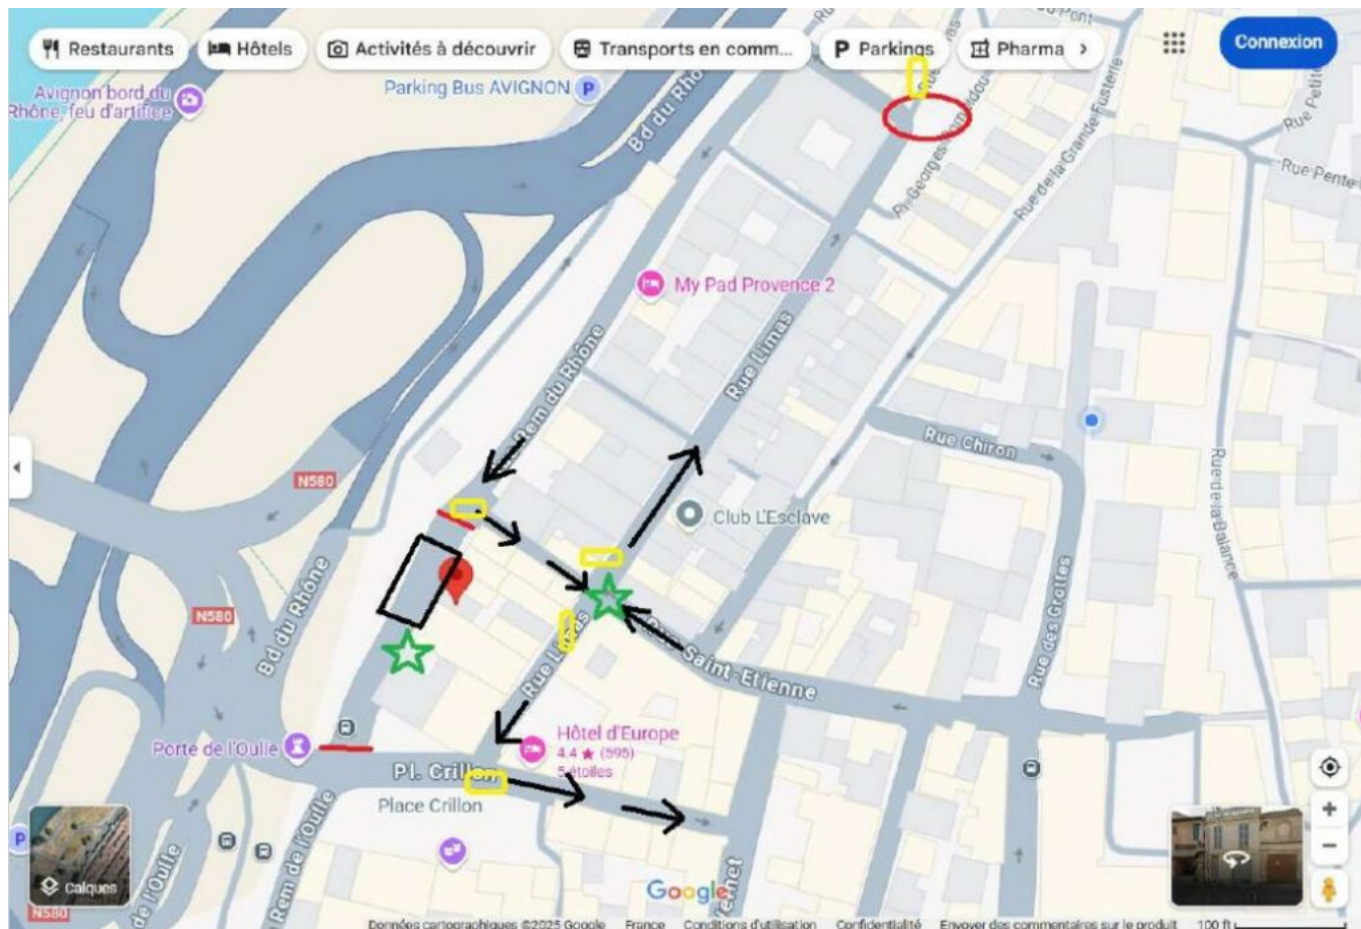 Restaurants
Hôtels
Activités à découvrir
Transports en comm...
P Parkings
Pharma
Connexion
Avignon bord du
Rhône, feu d'artifice
Parking Bus AVIGNON P
Bd du Rhône
Rue de la Grande Fusterie
Rue Petite
Rue Pente
My Pad Provence 2
Rem du Rhône
Rue Limas
Rue Chiron
N580
Club L'Esclave
Rue de la Balance
Rue des Grottes
N580
Bd du Rhône
Saint-Etienne
Porte de l'Oulle
Hôtel d'Europe
4.4 ★ (595)
5 étoiles
Pl. Crillon
Place Crillon
Rem de l'Oulle
de l'Oulle
P
Calques
N580
Google
Données cartographiques ©2025 Google France Conditions d'utilisation Confidentialité Envoyer des commentaires sur le produit 100 ft